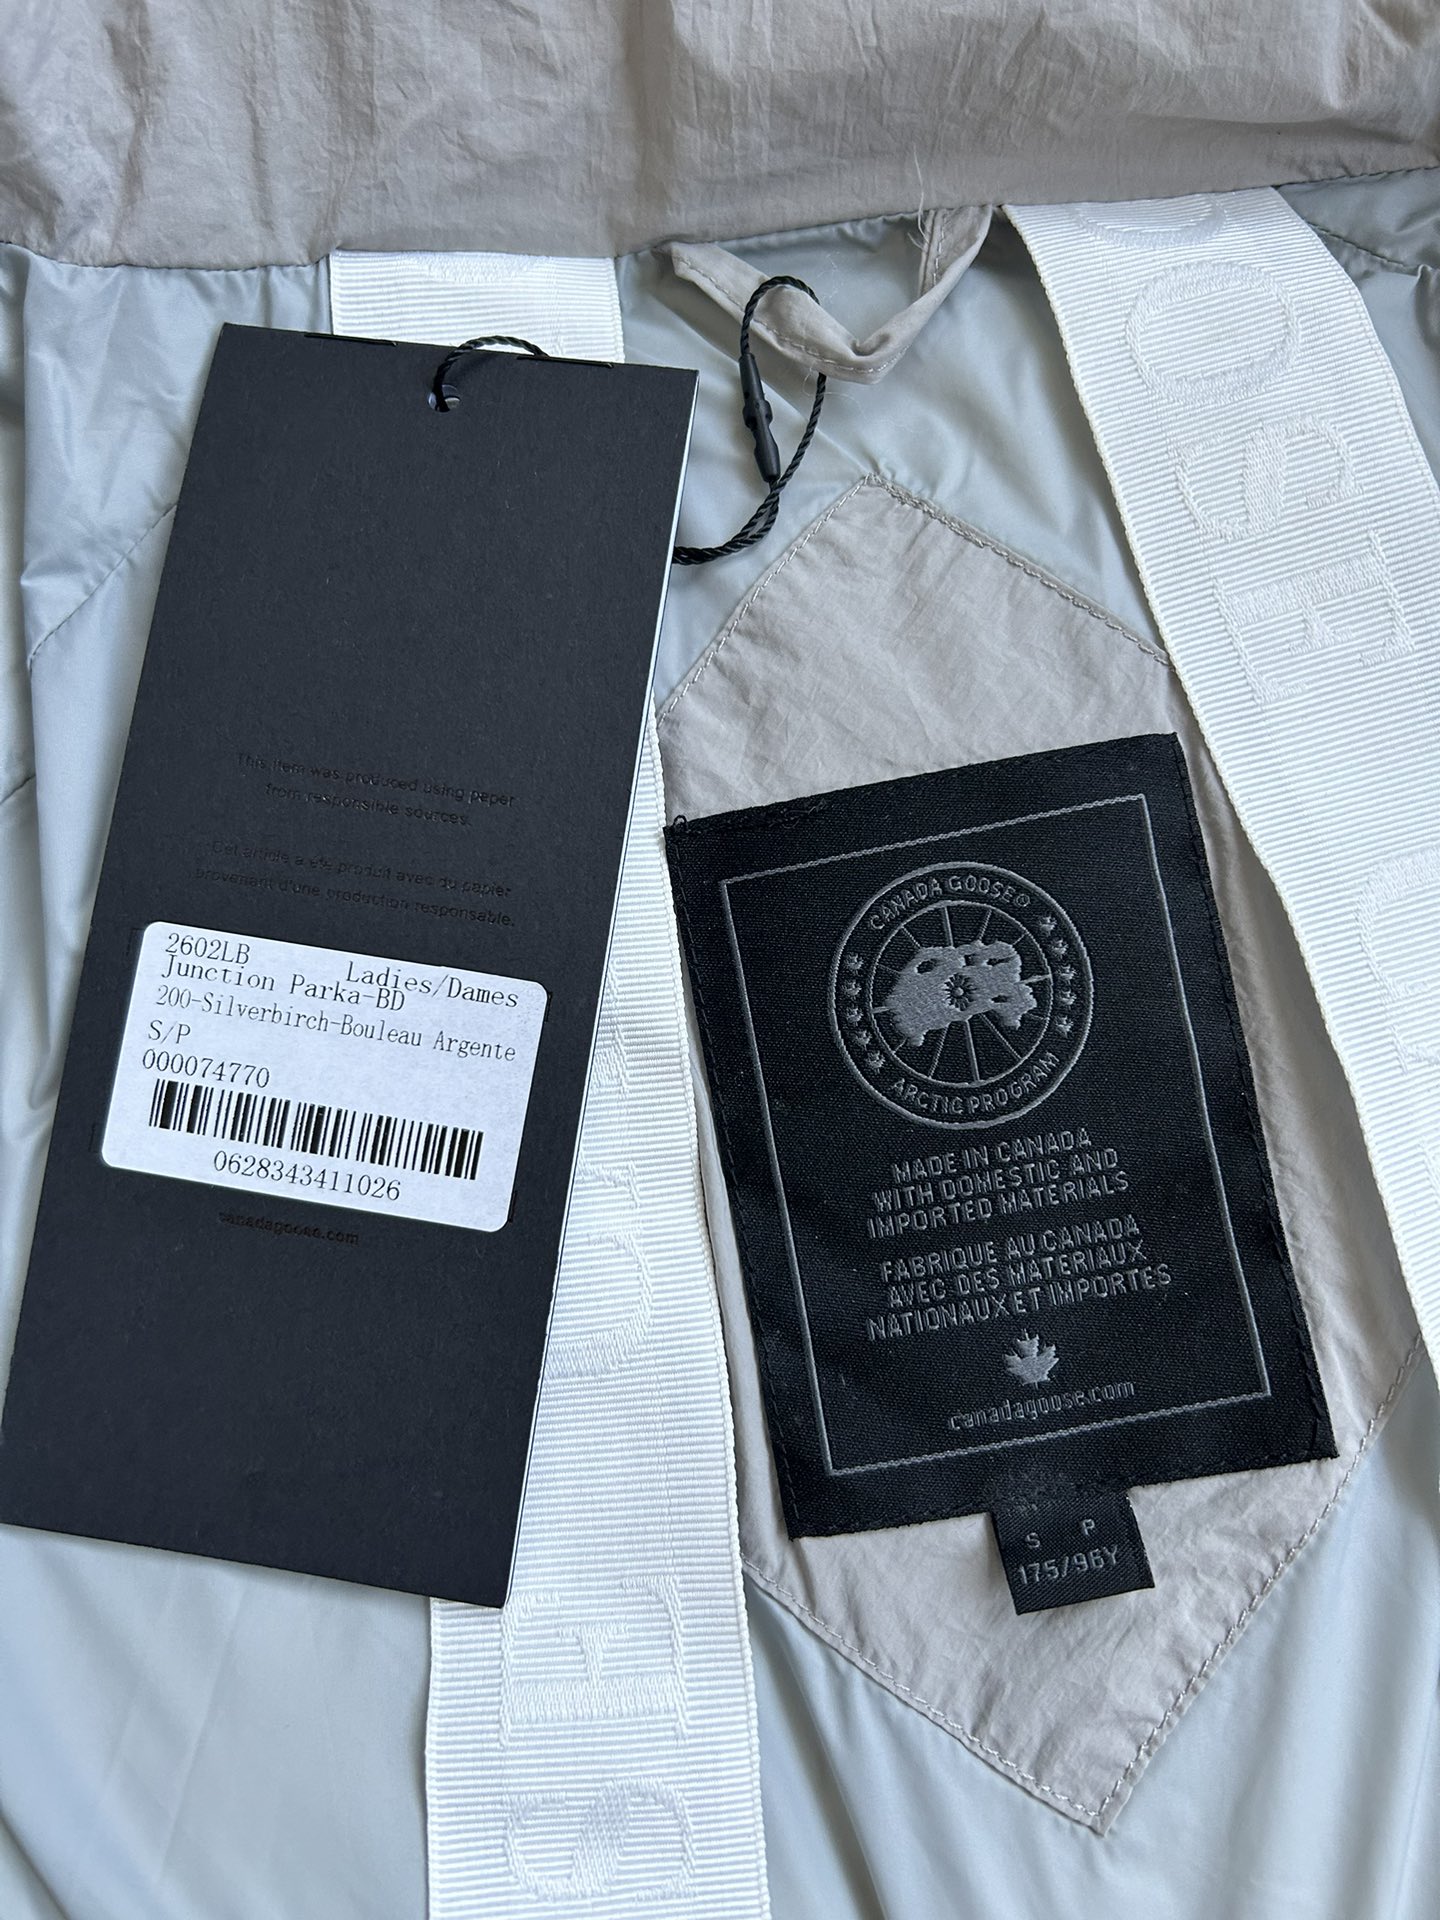 This item was produced using paper
from responsible sources.
Cet article a été produit avec du papier
provenant d'une production responsable.
2602LB Ladies/Dames
Junction Parka-BD
200-Silverbirch-Bouleau Argente
S/P
000074770
0628343411026
canadagoose.com
CANADA GOOSE®
ARCTIC PROGRAM
MADE IN CANADA
WITH DOMESTIC AND
IMPORTED MATERIALS
FABRIQUE AU CANADA
AVEC DES MATERIAUX
NATIONAUX ET IMPORTES
canadagoose.com
S P
175/96Y